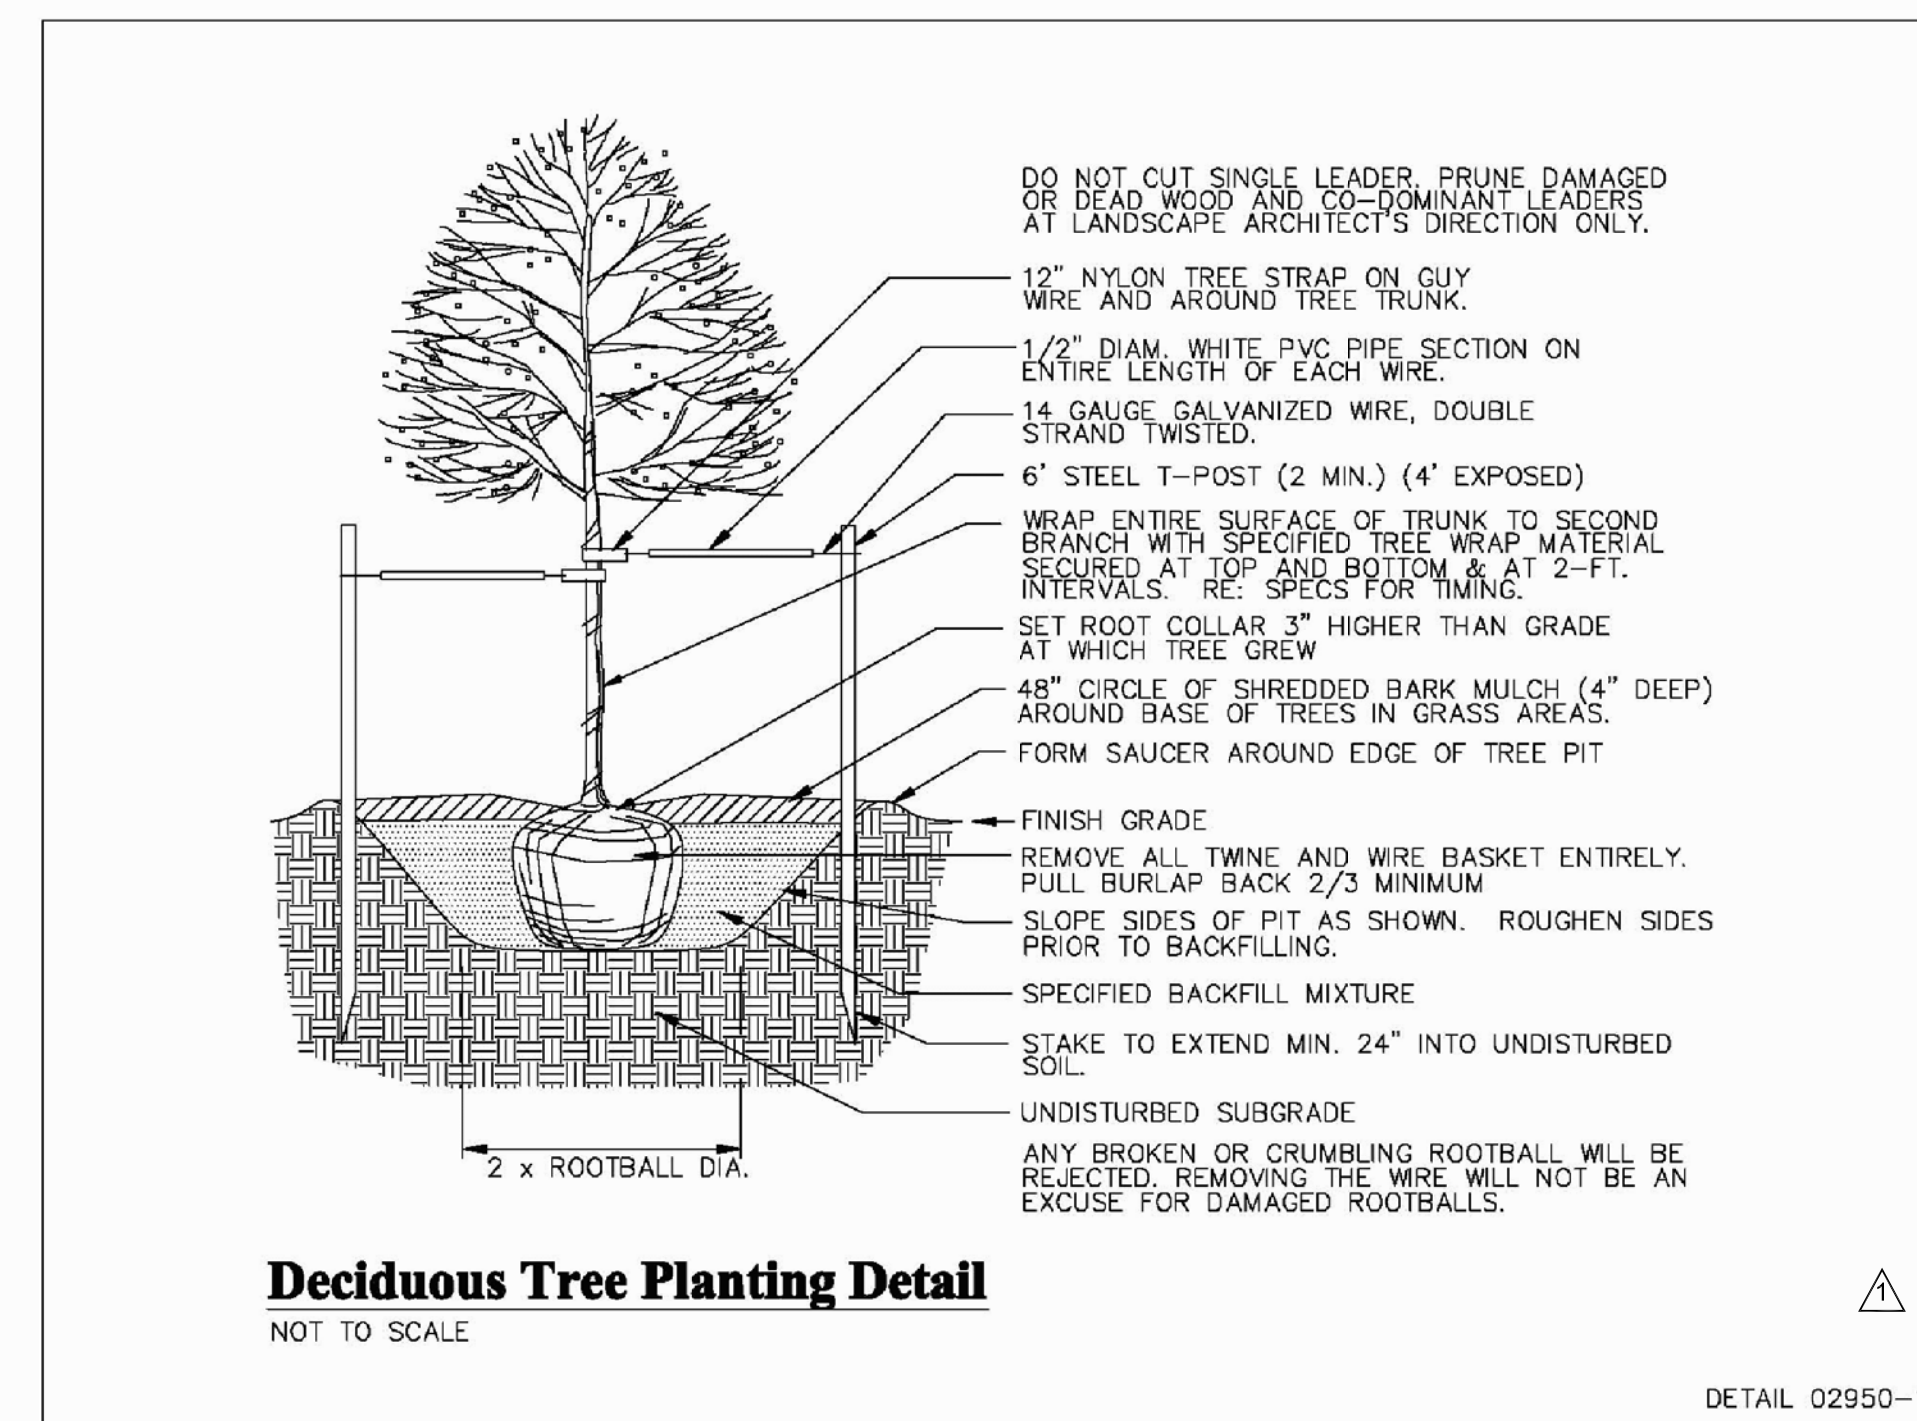 DO NOT CUT SINGLE LEADER. PRUNE DAMAGED
OR DEAD WOOD AND CO-DOMINANT LEADERS
AT LANDSCAPE ARCHITECT'S DIRECTION ONLY.
12" NYLON TREE STRAP ON GUY
WIRE AND AROUND TREE TRUNK.
1/2" DIAM. WHITE PVC PIPE SECTION ON
ENTIRE LENGTH OF EACH WIRE.
14 GAUGE GALVANIZED WIRE, DOUBLE
STRAND TWISTED.
6' STEEL T-POST (2 MIN.) (4' EXPOSED)
WRAP ENTIRE SURFACE OF TRUNK TO SECOND
BRANCH WITH SPECIFIED TREE WRAP MATERIAL
SECURED AT TOP AND BOTTOM & AT 2-FT.
INTERVALS. RE: SPECS FOR TIMING.
SET ROOT COLLAR 3" HIGHER THAN GRADE
AT WHICH TREE GREW
48" CIRCLE OF SHREDDED BARK MULCH (4" DEEP)
AROUND BASE OF TREES IN GRASS AREAS.
FORM SAUCER AROUND EDGE OF TREE PIT
FINISH GRADE
REMOVE ALL TWINE AND WIRE BASKET ENTIRELY.
PULL BURLAP BACK 2/3 MINIMUM
SLOPE SIDES OF PIT AS SHOWN. ROUGHEN SIDES
PRIOR TO BACKFILLING.
SPECIFIED BACKFILL MIXTURE
STAKE TO EXTEND MIN. 24" INTO UNDISTURBED
SOIL.
UNDISTURBED SUBGRADE
ANY BROKEN OR CRUMBLING ROOTBALL WILL BE
REJECTED. REMOVING THE WIRE WILL NOT BE AN
EXCUSE FOR DAMAGED ROOTBALLS.
2 x ROOTBALL DIA.
Deciduous Tree Planting Detail
NOT TO SCALE
1
DETAIL 02950-